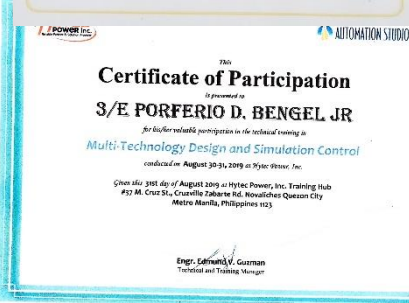 POWER Inc.
AUTOMATION STUDIO
This
Certificate of Participation
is presented to
3/E PORFERIO D. BENGEL JR
for his/her valuable participation in the technical training in
Multi-Technology Design and Simulation Control
conducted on August 30-31, 2019 at Hytec Power, Inc.
Given this 31st day of August 2019 at Hytec Power, Inc. Training Hub
#37 M. Cruz St., Cruzville Zabarte Rd. Novaliches Quezon City
Metro Manila, Philippines 1123
Engr. Edmund V. Guzman
Technical and Training Manager